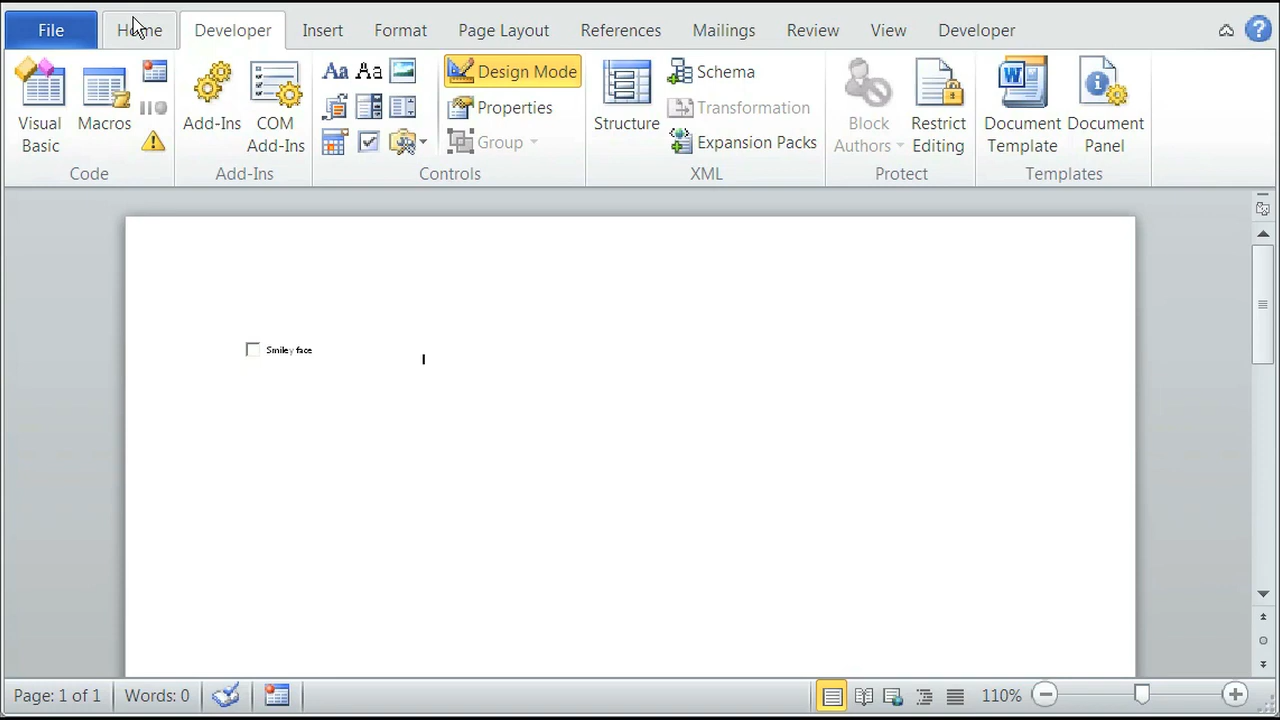 File Home Developer Insert Format Page Layout References Mailings Review View Developer
Aa Aa Design Mode Schema
Properties Transformation
Visual Basic Macros Add-Ins COM Add-Ins Group Structure Expansion Packs Block Authors Restrict Editing Document Template Document Panel
Code Add-Ins Controls XML Protect Templates
Smiley face
Page: 1 of 1 Words: 0 110%